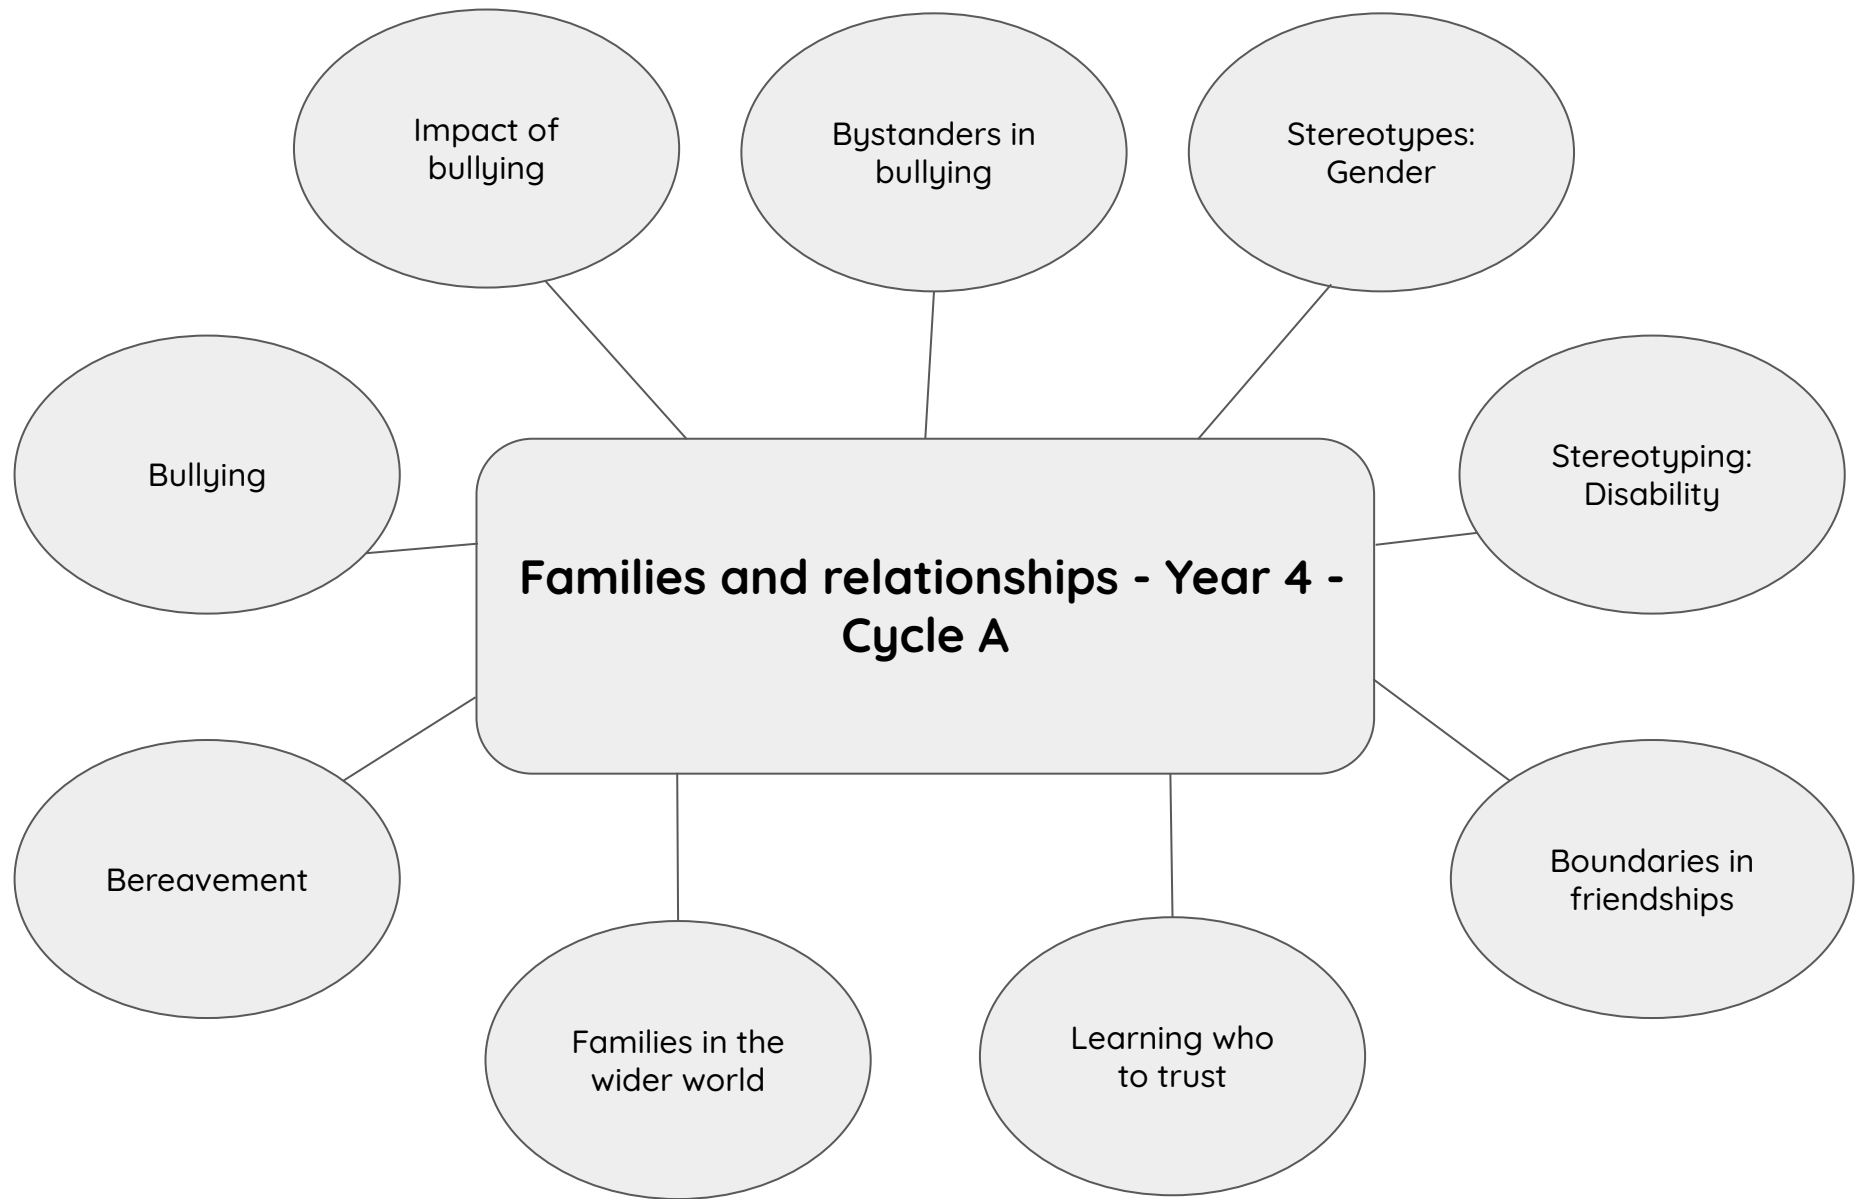 Impact of
bullying
Bystanders in
bullying
Stereotypes:
Gender
Bullying
Stereotyping:
Disability
Families and relationships - Year 4 -
Cycle A
Bereavement
Boundaries in
friendships
Families in the
wider world
Learning who
to trust